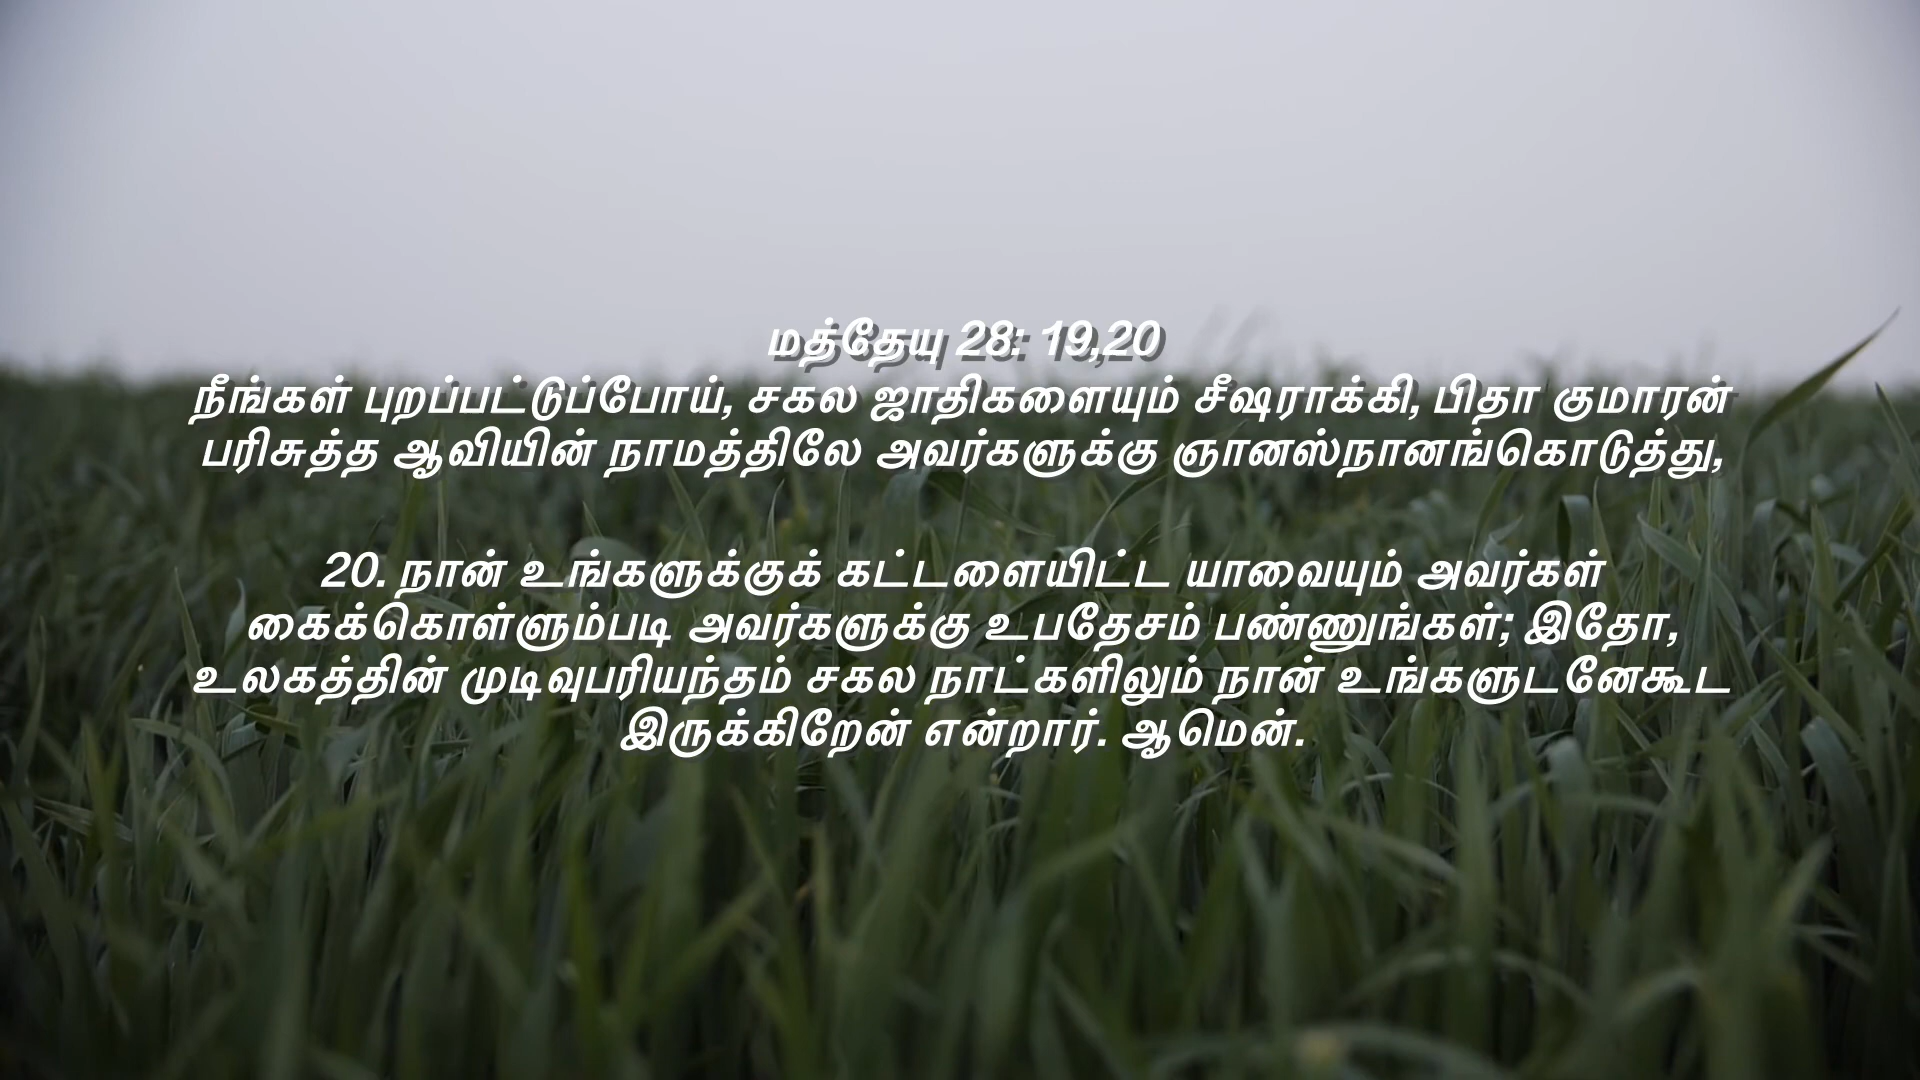 மத்தேயு 28: 19,20
நீங்கள் புறப்பட்டுப்போய், சகல ஜாதிகளையும் சீஷராக்கி, பிதா குமாரன்
பரிசுத்த ஆவியின் நாமத்திலே அவர்களுக்கு ஞானஸ்நானங்கொடுத்து,
20. நான் உங்களுக்குக் கட்டளையிட்ட யாவையும் அவர்கள்
கைக்கொள்ளும்படி அவர்களுக்கு உபதேசம் பண்ணுங்கள்; இதோ,
உலகத்தின் முடிவுபரியந்தம் சகல நாட்களிலும் நான் உங்களுடனேகூட
இருக்கிறேன் என்றார். ஆமென்.